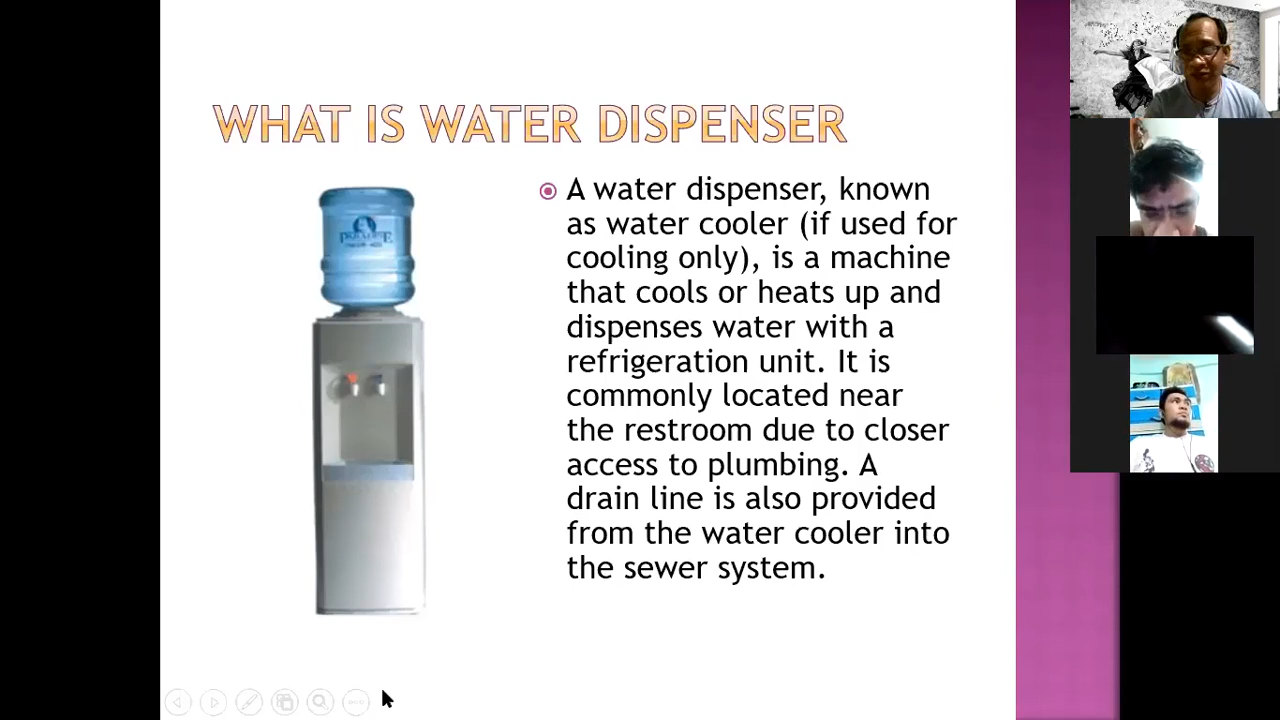 WHAT IS WATER DISPENSER
A water dispenser, known
as water cooler (if used for
cooling only), is a machine
that cools or heats up and
dispenses water with a
refrigeration unit. It is
commonly located near
the restroom due to closer
access to plumbing. A
drain line is also provided
from the water cooler into
the sewer system.